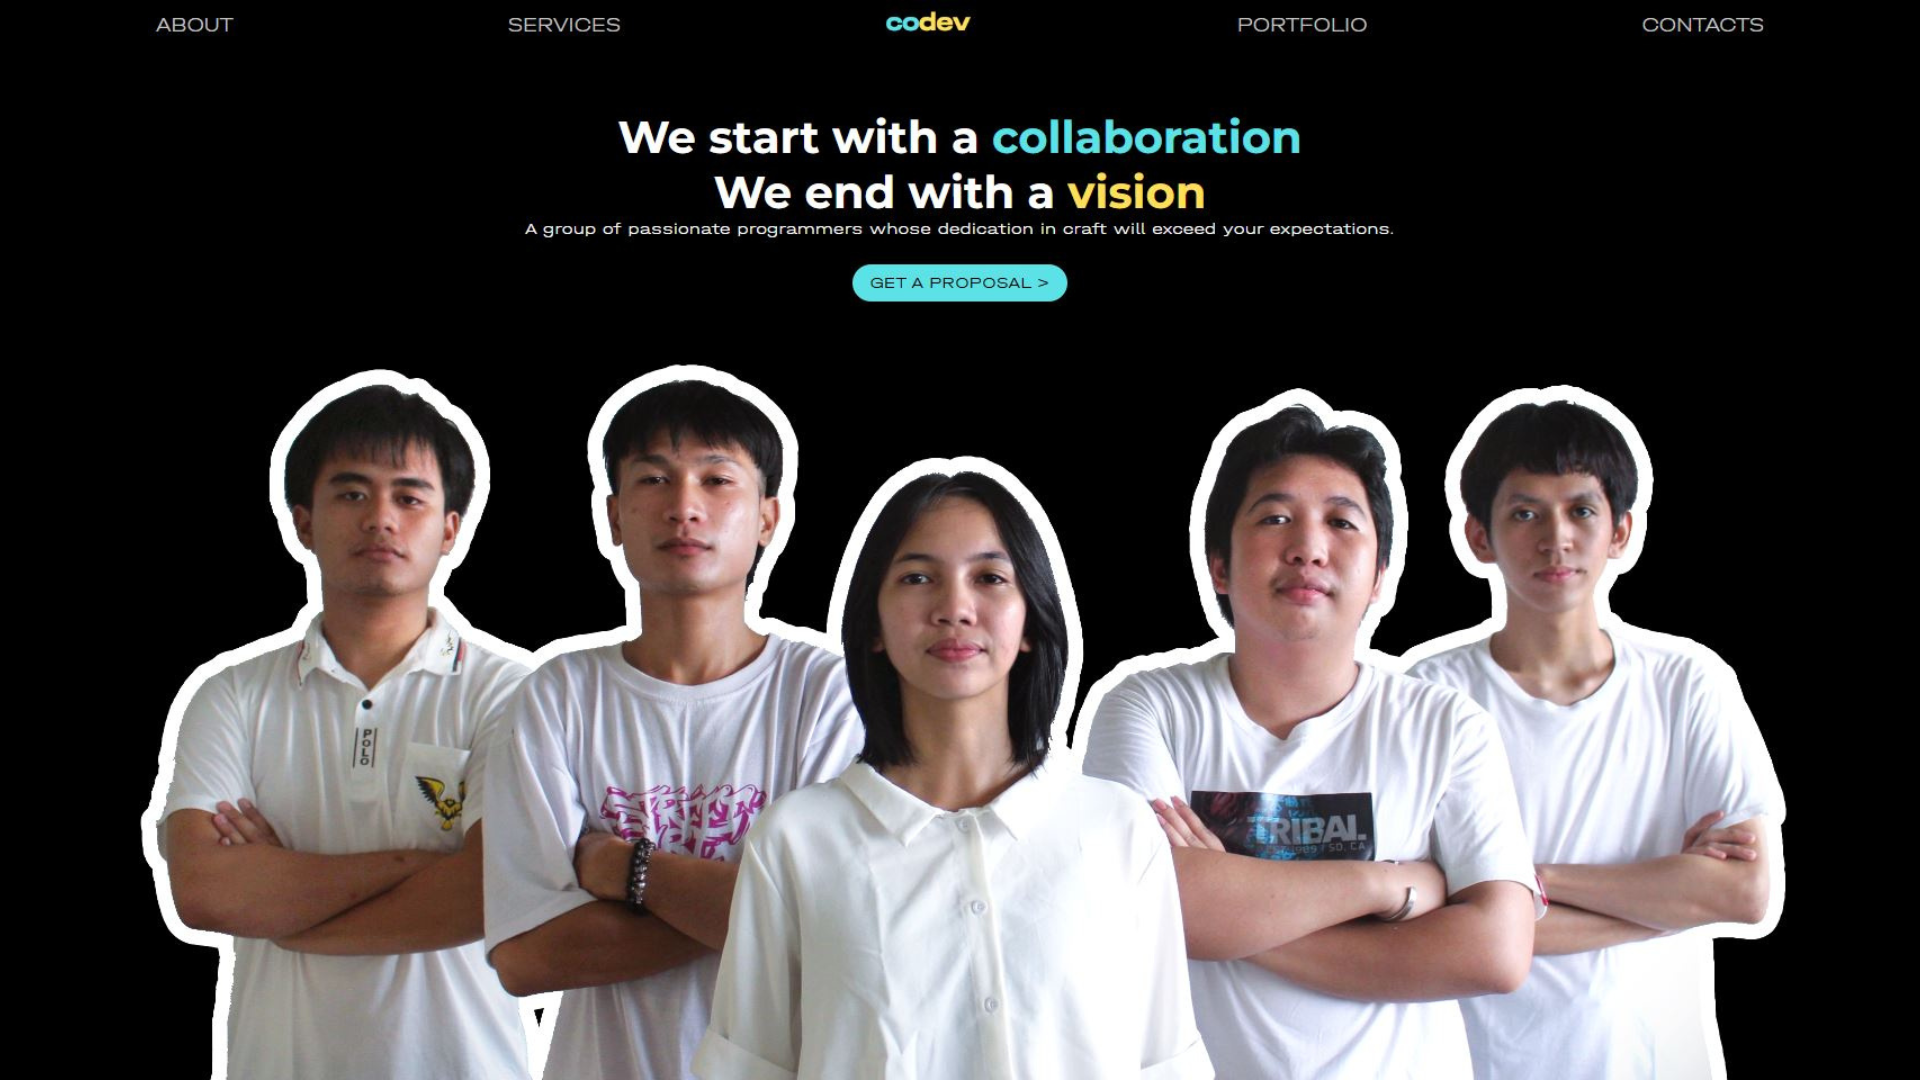 ABOUT SERVICES codev PORTFOLIO CONTACTS
We start with a collaboration
We end with a vision
A group of passionate programmers whose dedication in craft will exceed your expectations.
GET A PROPOSAL >
POLO
TRIBAL
SD, CA